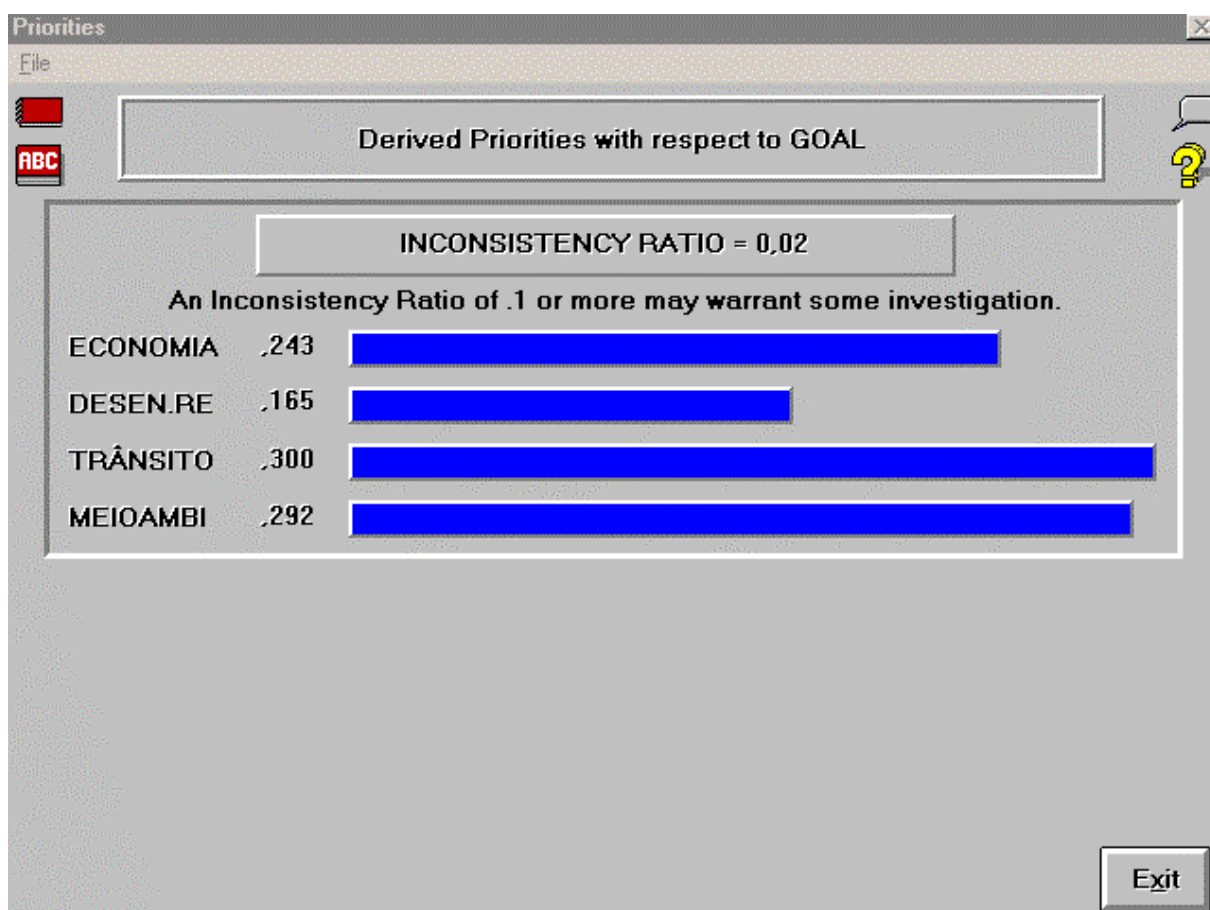 Priorities
File
ABC
Derived Priorities with respect to GOAL
INCONSISTENCY RATIO = 0,02
An Inconsistency Ratio of .1 or more may warrant some investigation.
ECONOMIA ,243
DESEN.RE ,165
TRÂNSITO ,300
MEIOAMBI ,292
Exit